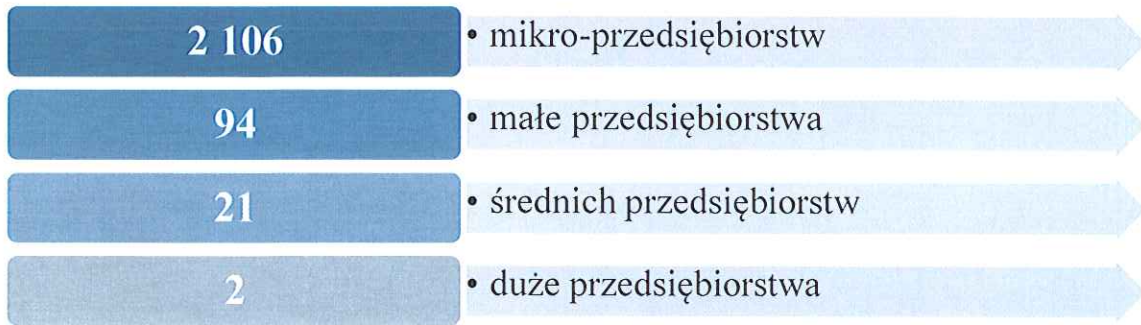 2 106 • mikro-przedsiębiorstw
94 • małe przedsiębiorstwa
21 • średnich przedsiębiorstw
2 • duże przedsiębiorstwa